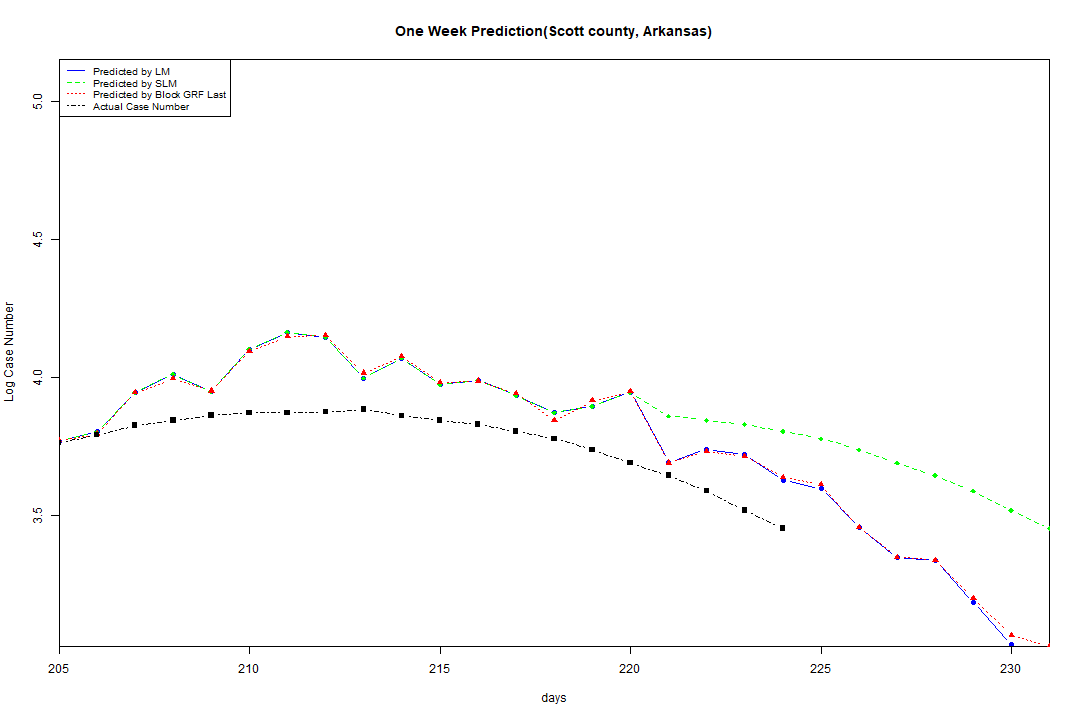 One Week Prediction(Scott county, Arkansas)
Predicted by LM
Predicted by SLM
Predicted by Block GRF Last
Actual Case Number
5.0
4.5
4.0
3.5
Log Case Number
205 210 215 220 225 230
days